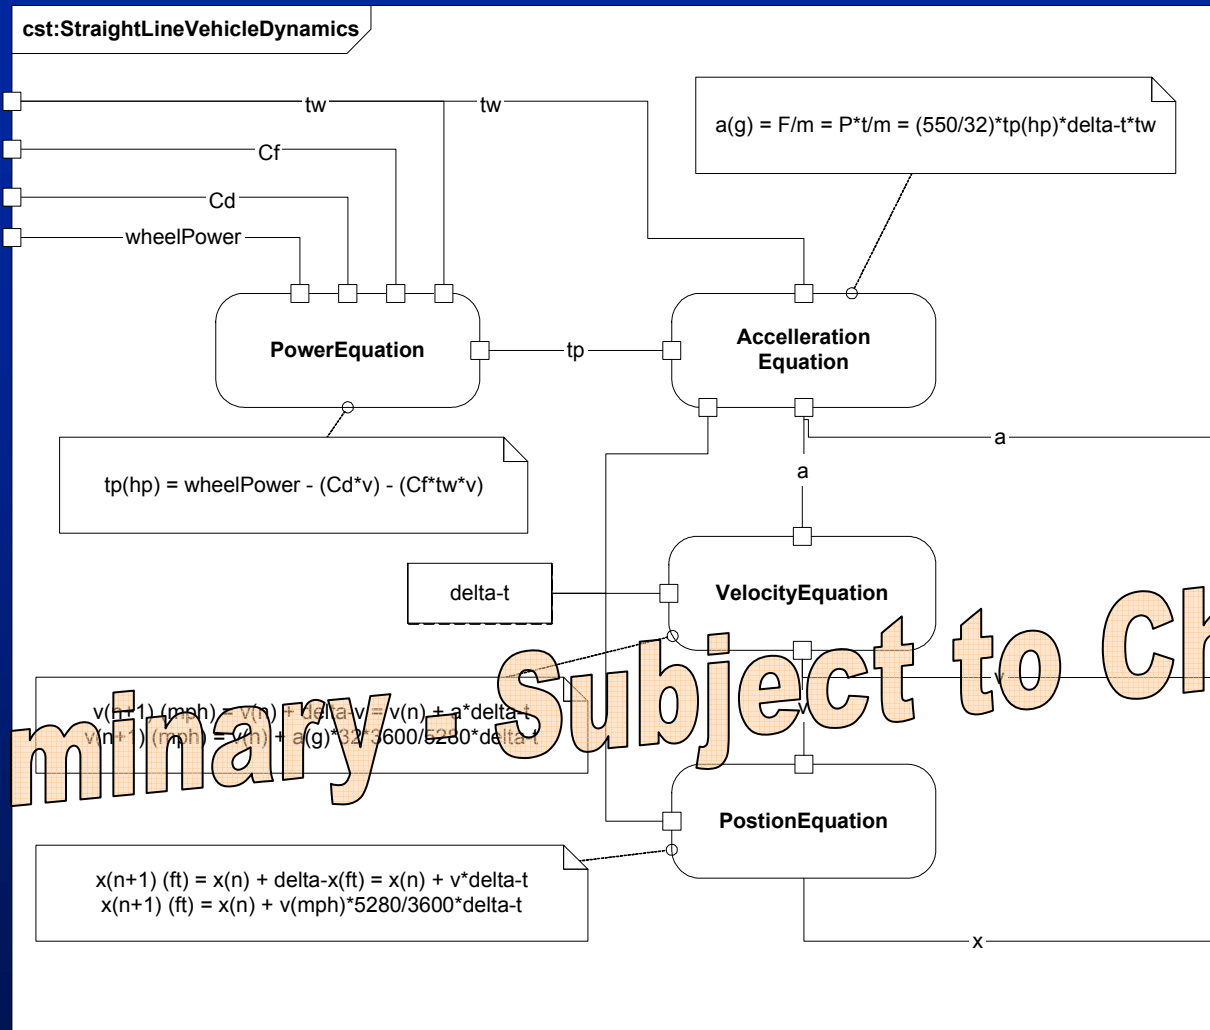 cst:StraightLineVehicleDynamics
tw
tw
a(g) = F/m = P*t/m = (550/32)*tp(hp)*delta-t*tw
Cf
Cd
wheelPower
PowerEquation
tp
Accelleration
Equation
a
a
tp(hp) = wheelPower - (Cd*v) - (Cf*tw*v)
delta-t
VelocityEquation
minary - Subject to Ch
v
v
v(n+1) (mph) = v(n) + delta-v = v(n) + a*delta-t
v(n+1) (mph) = v(n) + a(g)*32*3600/5280*delta-t
PostionEquation
x(n+1) (ft) = x(n) + delta-x(ft) = x(n) + v*delta-t
x(n+1) (ft) = x(n) + v(mph)*5280/3600*delta-t
x